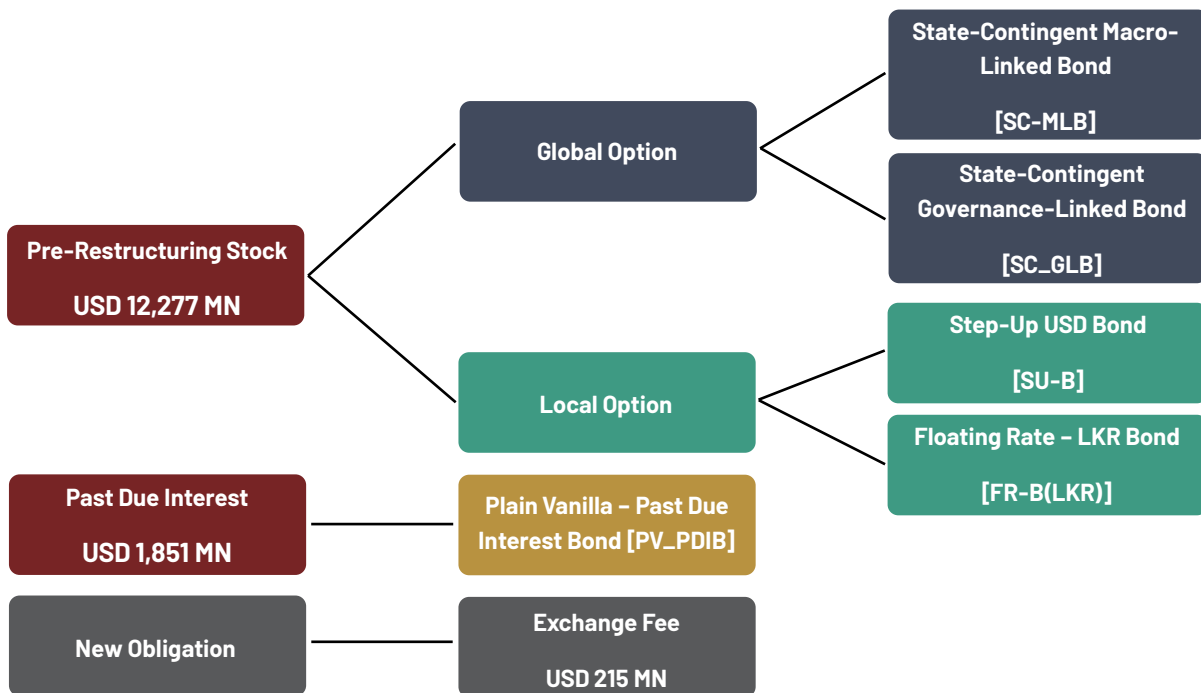 State-Contingent Macro-
Linked Bond
[SC-MLB]
Global Option
State-Contingent
Governance-Linked Bond
[SC_GLB]
Pre-Restructuring Stock
USD 12,277 MN
Step-Up USD Bond
[SU-B]
Local Option
Floating Rate – LKR Bond
[FR-B(LKR)]
Past Due Interest
USD 1,851 MN
Plain Vanilla – Past Due
Interest Bond [PV_PDIB]
New Obligation
Exchange Fee
USD 215 MN